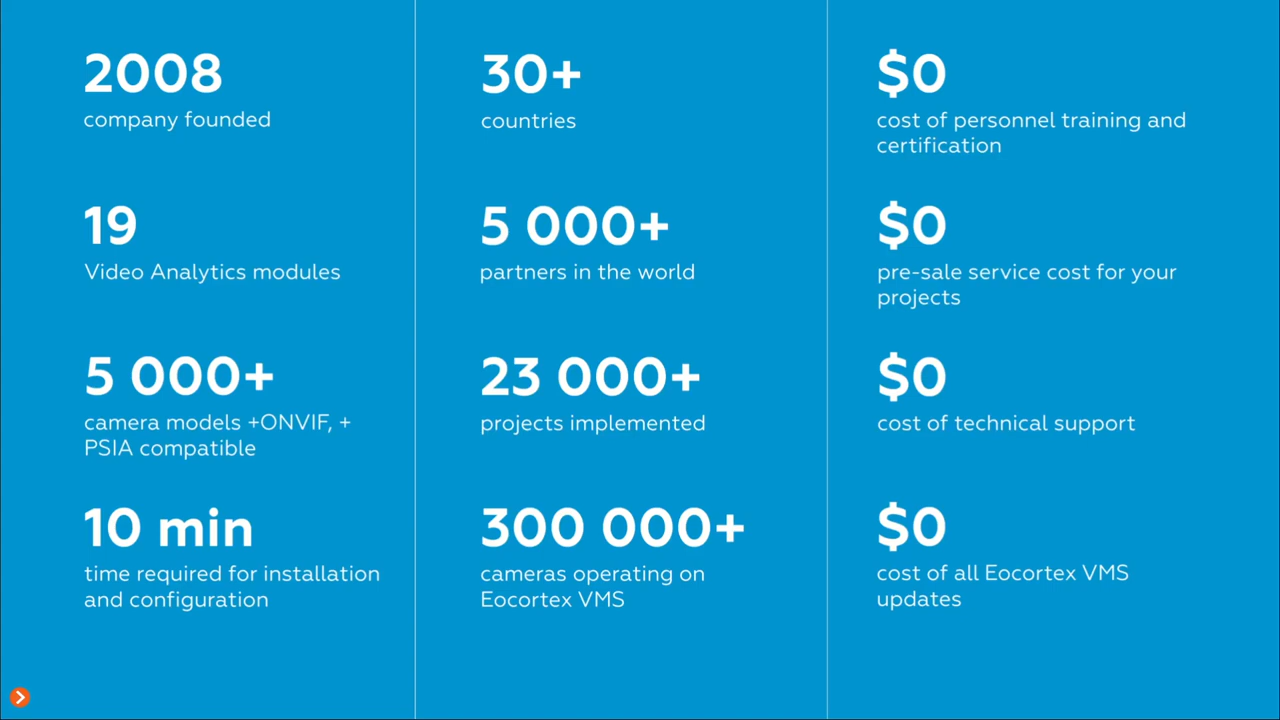 2008
company founded
19
Video Analytics modules
5 000+
camera models +ONVIF, +
PSIA compatible
10 min
time required for installation
and configuration
30+
countries
5 000+
partners in the world
23 000+
projects implemented
300 000+
cameras operating on
Eocortex VMS
$0
cost of personnel training and
certification
$0
pre-sale service cost for your
projects
$0
cost of technical support
$0
cost of all Eocortex VMS
updates